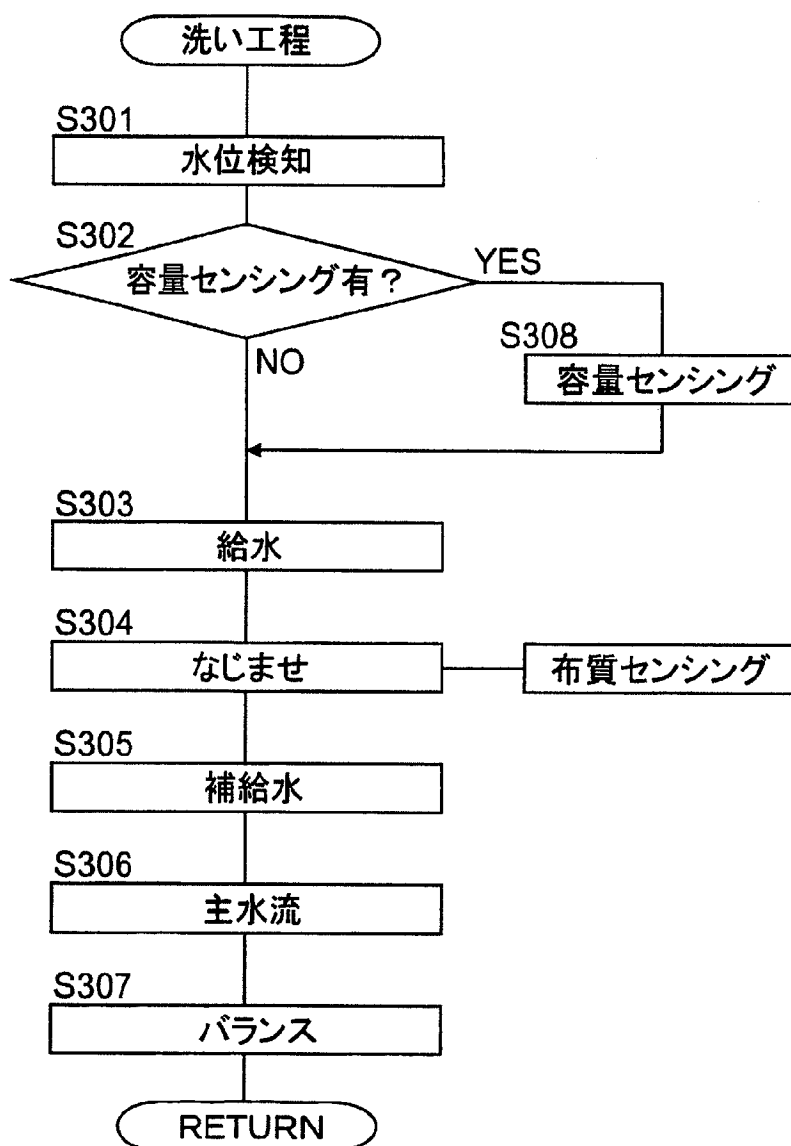 洗い工程
S301
水位検知
S302
容量センシング有？
YES
NO
S308
容量センシング
S303
給水
S304
なじませ
布質センシング
S305
補給水
S306
主水流
S307
バランス
RETURN